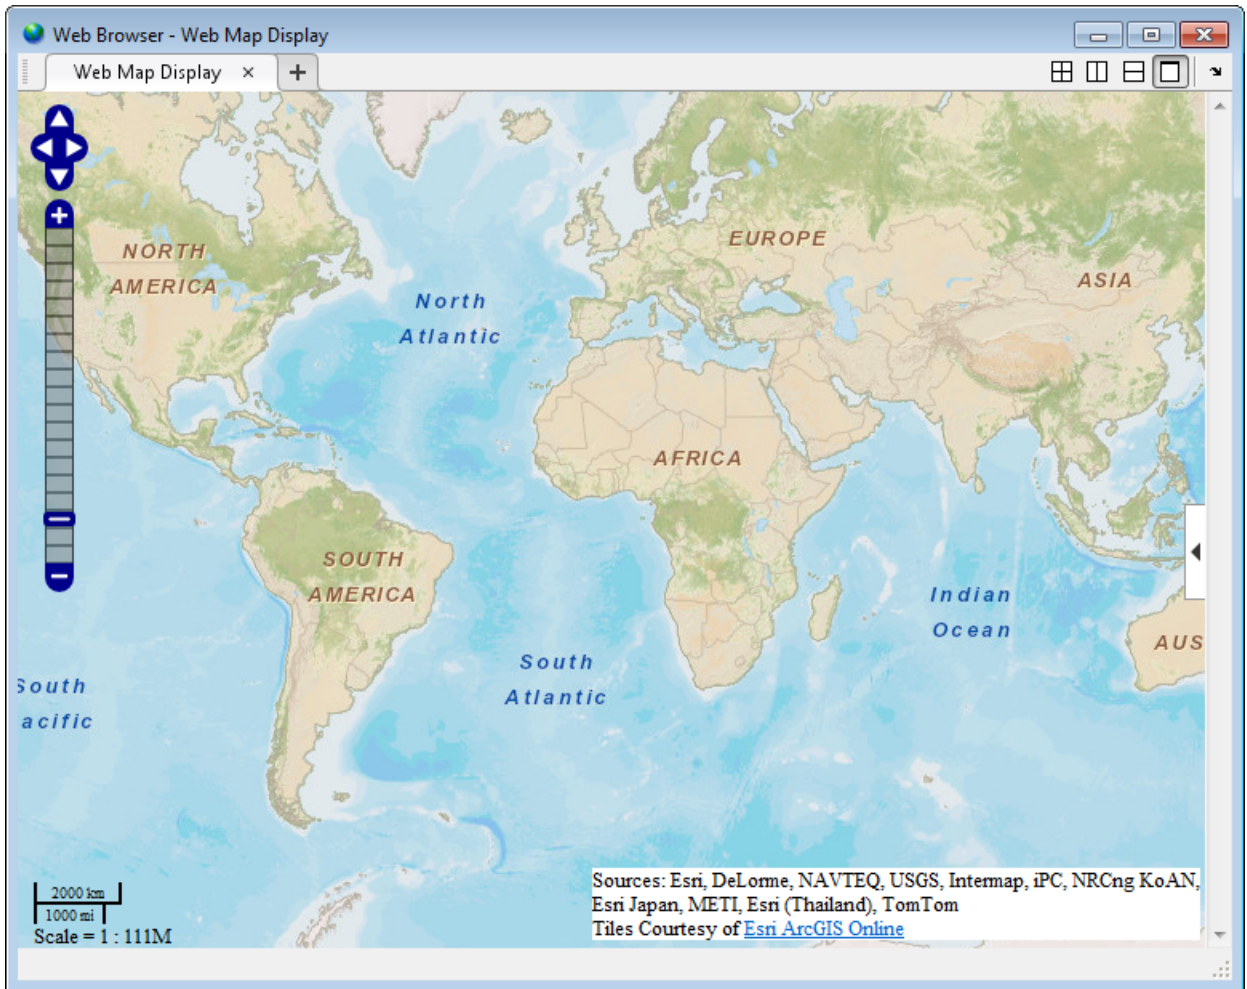 Web Browser - Web Map Display
Web Map Display
NORTH
AMERICA
EUROPE
ASIA
North
Atlantic
AFRICA
SOUTH
AMERICA
Indian
Ocean
AUS
South
Atlantic
South
acific
2000 km
1000 mi
Scale = 1 : 111M
Sources: Esri, DeLorme, NAVTEQ, USGS, Intermap, iPC, NRCng KoAN,
Esri Japan, METI, Esri (Thailand), TomTom
Tiles Courtesy of Esri ArcGIS Online